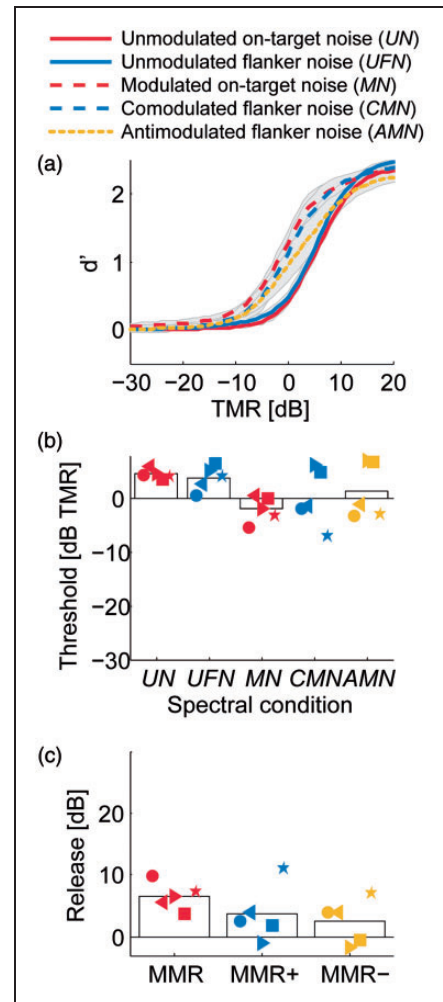 Unmodulated on-target noise (UN)
Unmodulated flanker noise (UFN)
Modulated on-target noise (MN)
Comodulated flanker noise (CMN)
Antimodulated flanker noise (AMN)
(a)
2
1
0
d'
−30 −20 −10 0 10 20
TMR [dB]
(b)
0
−10
−20
−30
Threshold [dB TMR]
UN UFN MN CMN AMN
Spectral condition
(c)
20
10
0
Release [dB]
MMR MMR+ MMR−